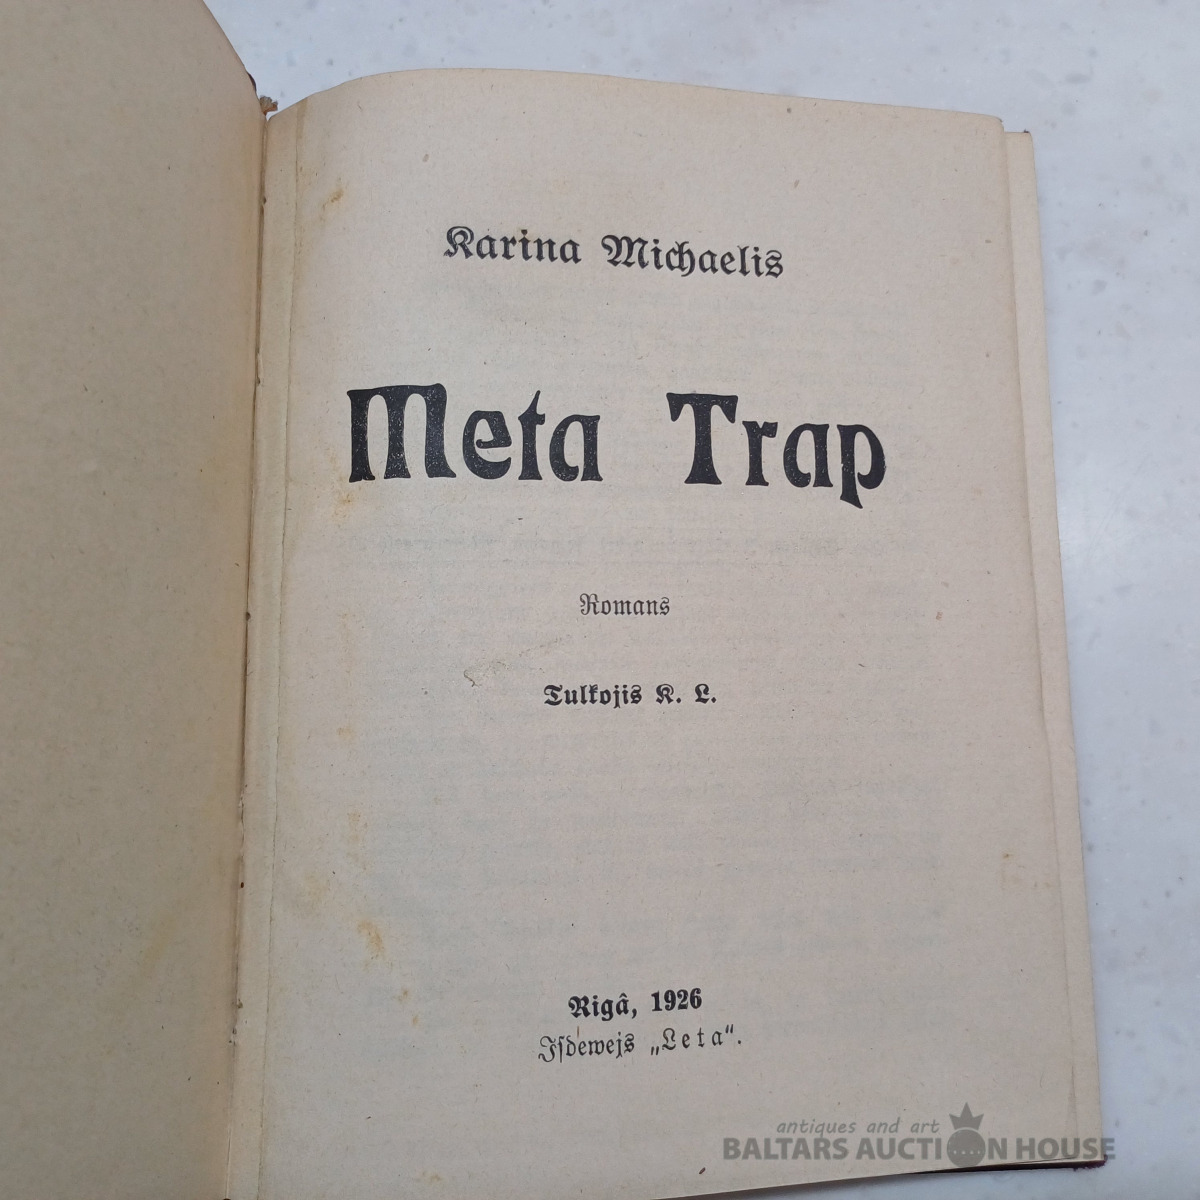 Karina Michaelis
Meta Trap
Romans
Tulkojis K. L.
Rigâ, 1926
Iſdewejs „Leta“.
antiques and art
BALTARS AUCTION HOUSE